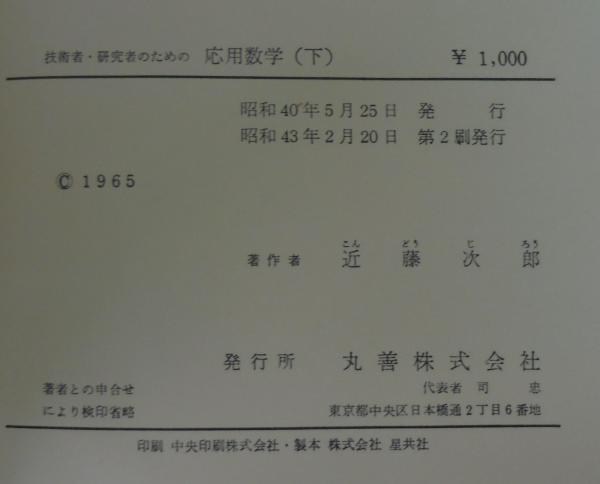 技術者・研究者のための 応用数学（下） ¥ 1,000
昭和40年5月25日 発行
昭和43年2月20日 第2刷発行
© 1965
こん どう じ ろう
著作者 近藤次郎
発行所 丸善株式会社
著者との申合せ
により検印省略
代表者 司 忠
東京都中央区日本橋通2丁目6番地
印刷 中央印刷株式会社・製本 株式会社 星共社